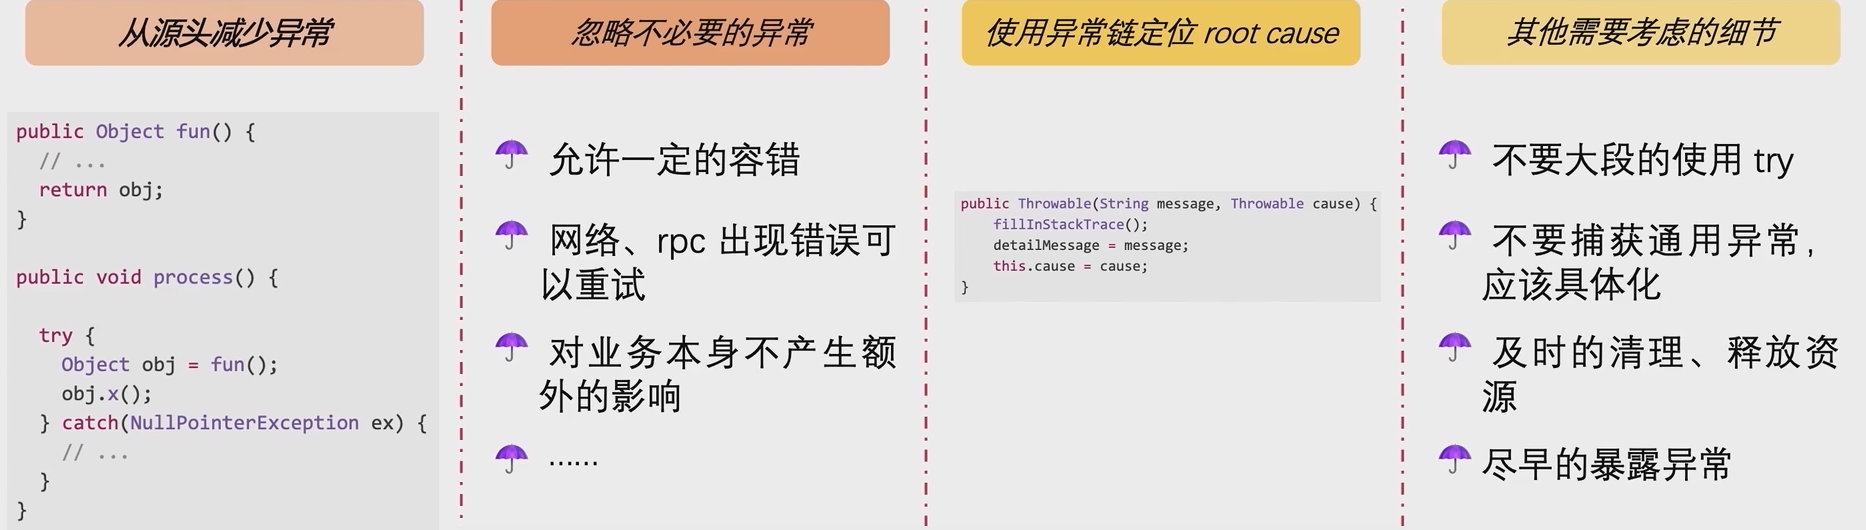 从源头减少异常
public Object fun() {
// ...
return obj;
}
public void process() {
try {
Object obj = fun();
obj.x();
} catch(NullPointerException ex) {
// ...
}
}
忽略不必要的异常
允许一定的容错
网络、rpc 出现错误可
以重试
对业务本身不产生额
外的影响
......
使用异常链定位 root cause
public Throwable(String message, Throwable cause) {
fillInStackTrace();
detailMessage = message;
this.cause = cause;
}
其他需要考虑的细节
不要大段的使用 try
不要捕获通用异常，
应该具体化
及时的清理、释放资
源
尽早的暴露异常